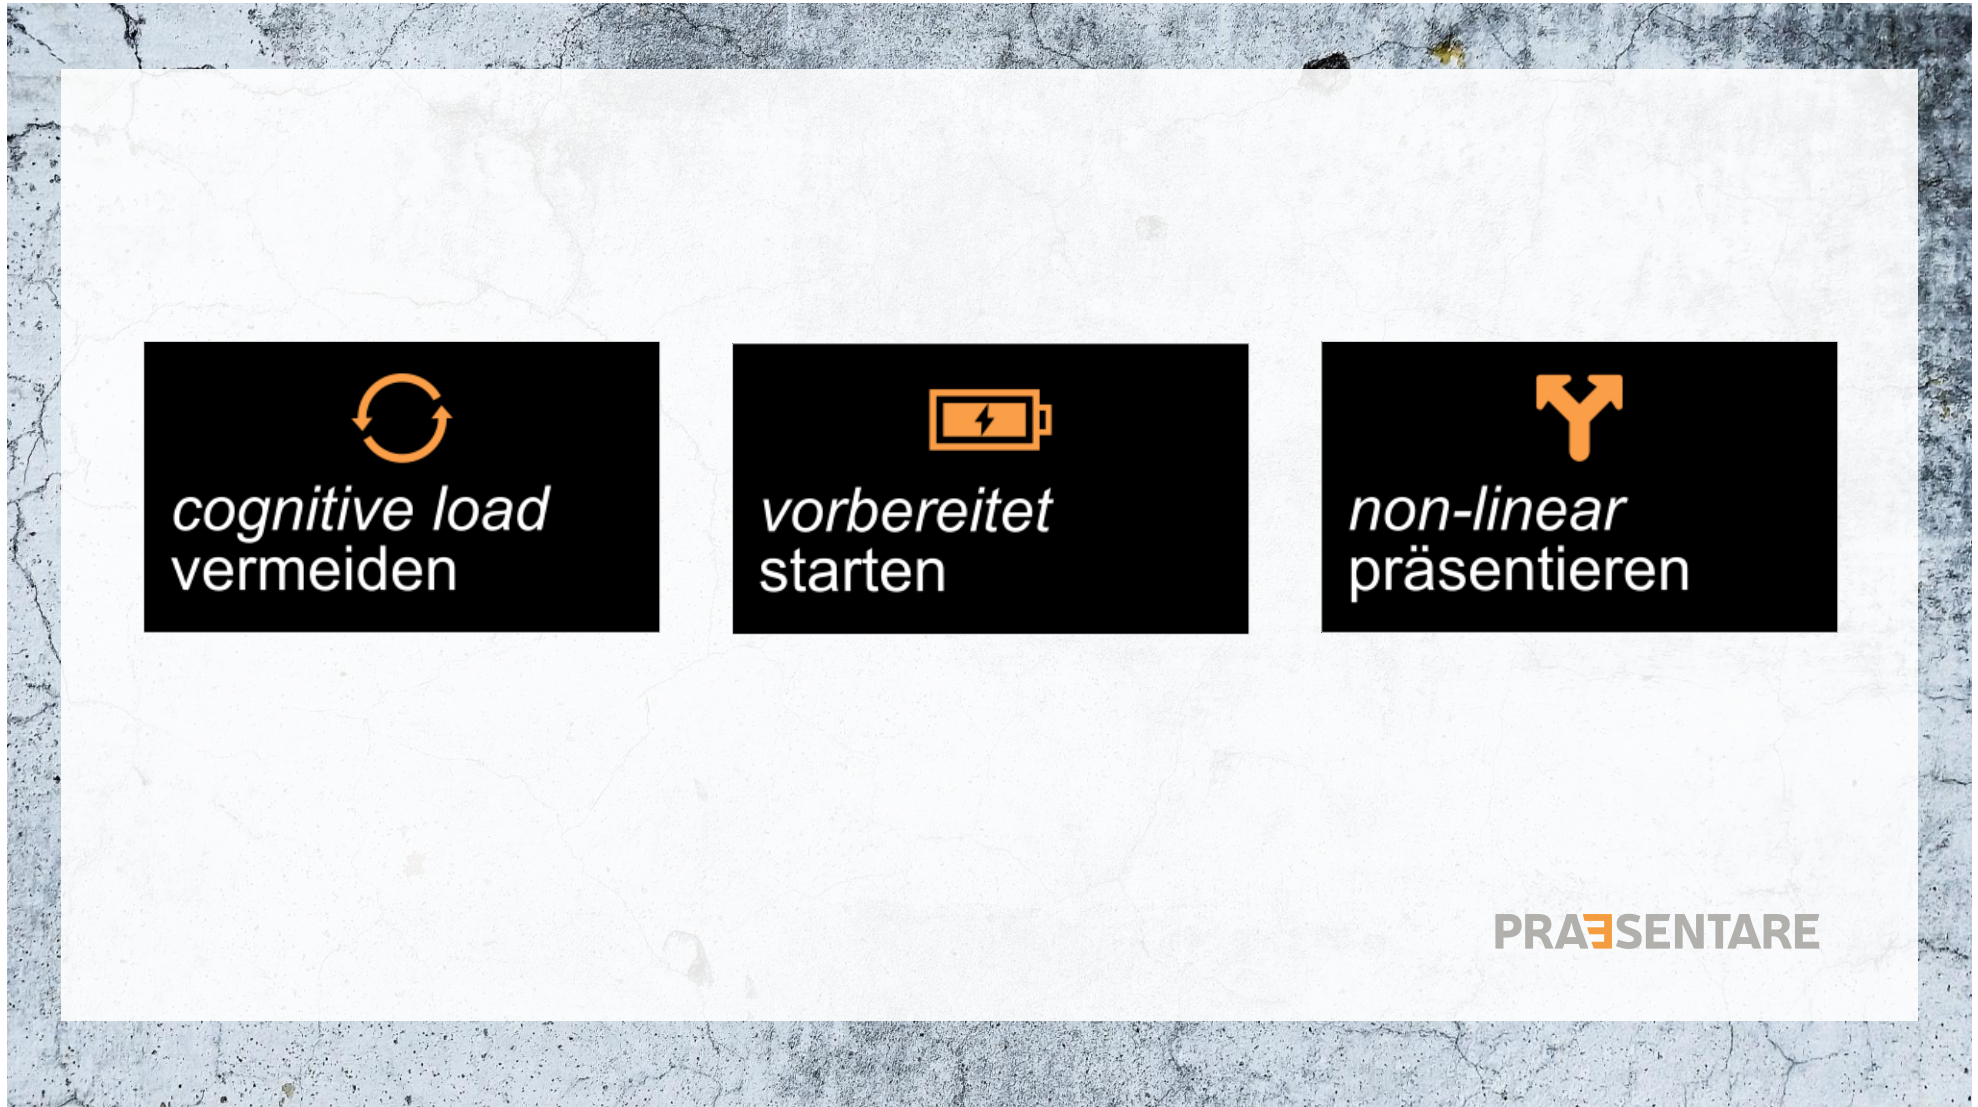 cognitive load
vermeiden
vorbereitet
starten
non-linear
präsentieren
PRAESENTARE